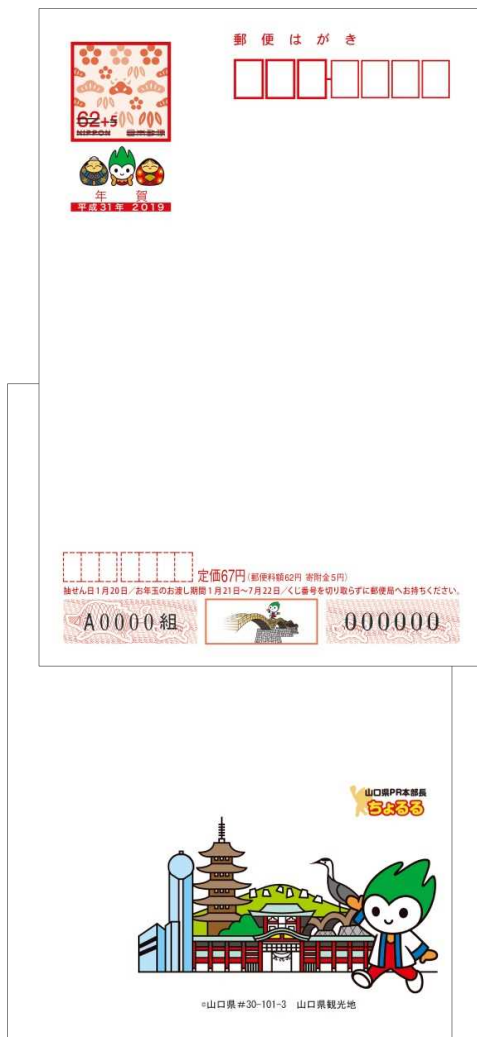 郵便はがき
62+5
NIPPON 日本郵便
年賀
平成31年 2019
定価67円(郵便料額62円 寄附金5円)
抽せん日1月20日/お年玉のお渡し期間1月21日~7月22日/くじ番号を切り取らずに郵便局へお持ちください。
A0000組
000000
山口県PR本部長
ちょるる
©山口県#30-101-3 山口県観光地